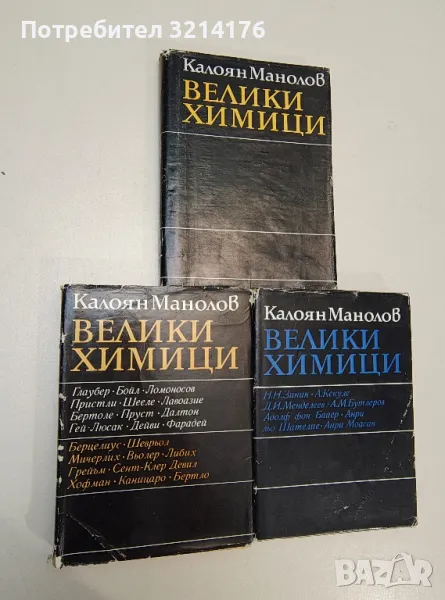 Потребител 3214176
Калоян Манолов
ВЕЛИКИ
ХИМИЦИ
Калоян Манолов
ВЕЛИКИ
ХИМИЦИ
Глаубер · Бойл · Ломоносов
Пристли · Шееле · Лавоазие
Бертоле · Пруст · Далтон
Гей-Люсак · Дейви · Фарадей
Берцелиус · Шеврьол
Мичерлих · Вьолер · Либих
Грейъм · Сент-Клер Девил
Хофман · Каницаро · Бертло
Калоян Манолов
ВЕЛИКИ
ХИМИЦИ
Н. Н. Зинин · А. Кекуле
Д. И. Менделеев · А. М. Бутлеров
Адолф фон Байер · Анри
льо Шателие · Анри Моасан
BAZAR